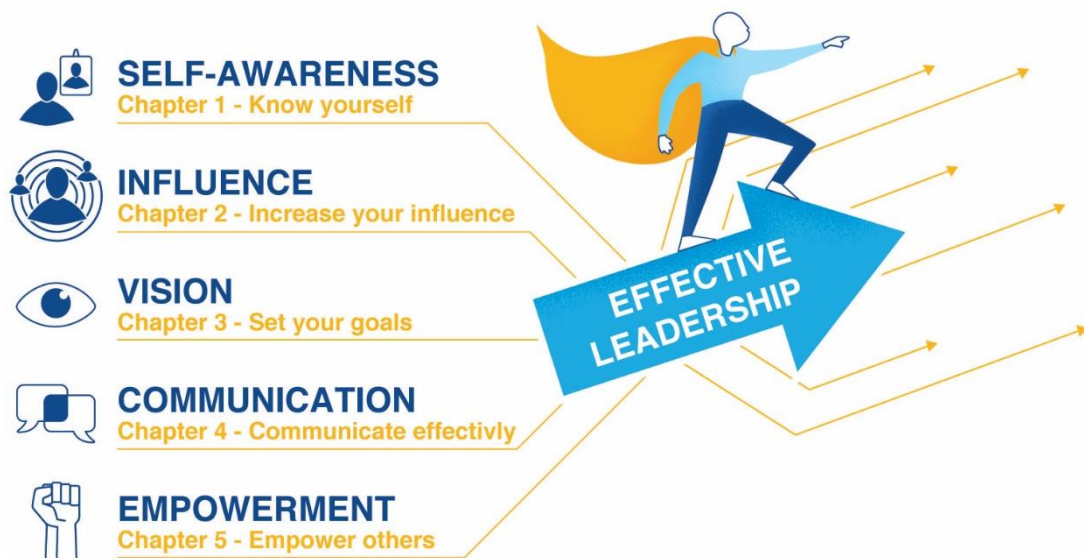 SELF-AWARENESS
Chapter 1 - Know yourself
INFLUENCE
Chapter 2 - Increase your influence
VISION
Chapter 3 - Set your goals
COMMUNICATION
Chapter 4 - Communicate effectivly
EMPOWERMENT
Chapter 5 - Empower others
EFFECTIVE
LEADERSHIP